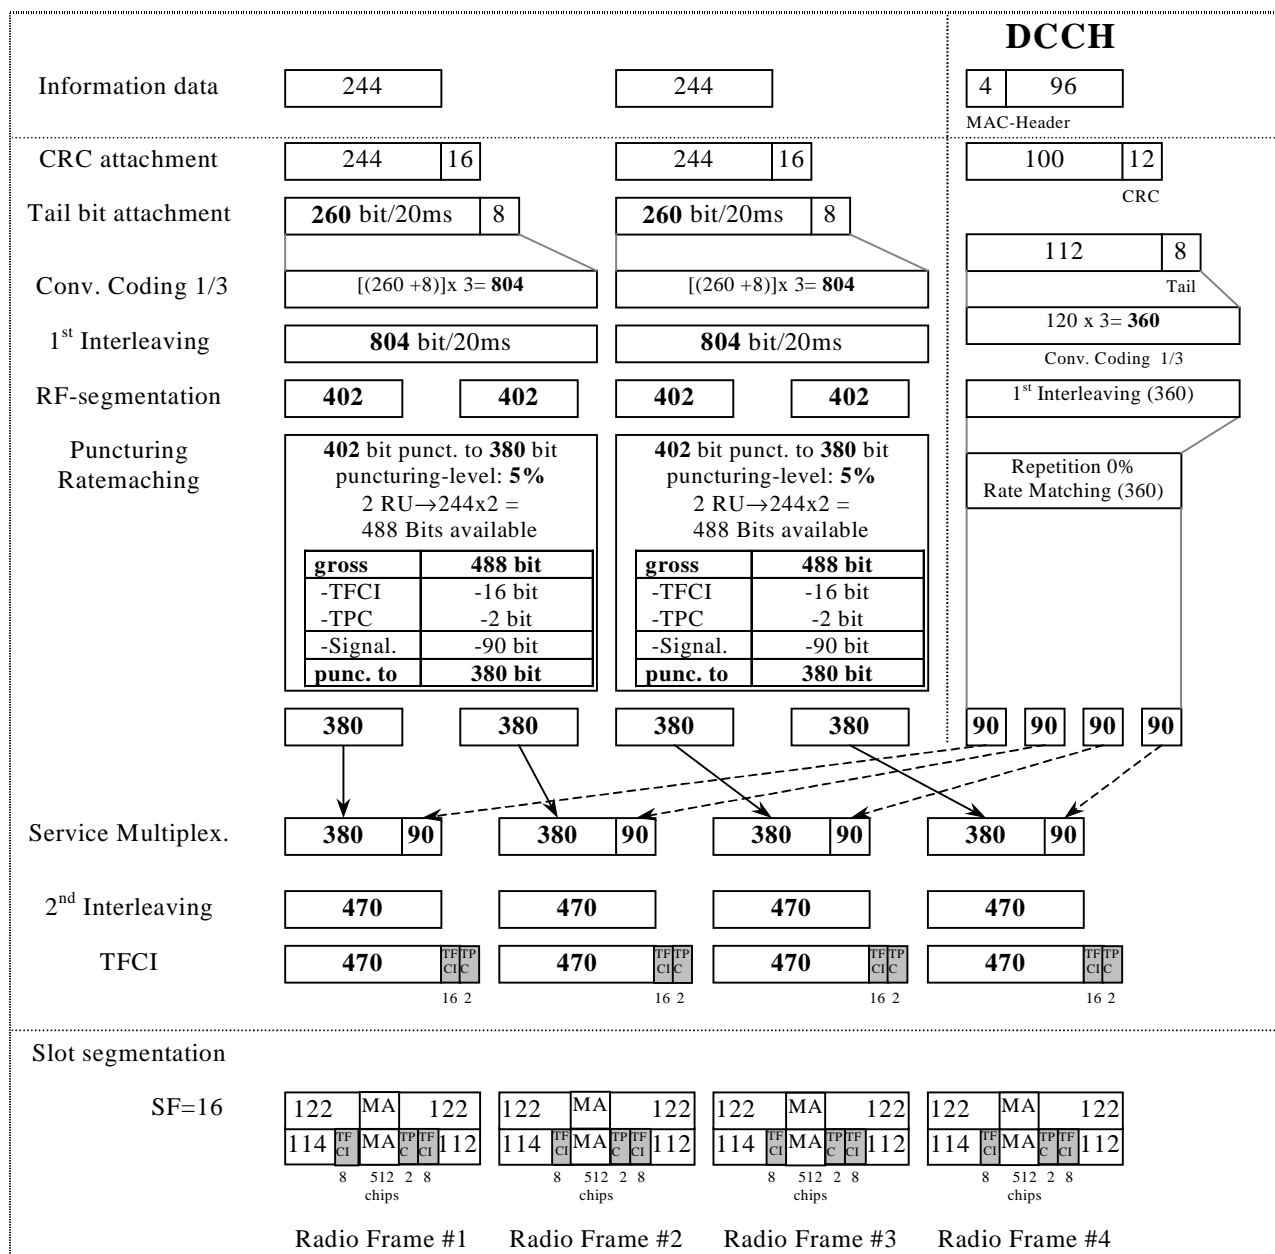 DCCH
Information data 244 244 4 96
MAC-Header
CRC attachment 244 16 244 16 100 12
CRC
Tail bit attachment 260 bit/20ms 8 260 bit/20ms 8
112 8
Tail
Conv. Coding 1/3 [(260 +8)]x 3= 804 [(260 +8)]x 3= 804
120 x 3= 360
Conv. Coding 1/3
1st Interleaving 804 bit/20ms 804 bit/20ms
RF-segmentation 402 402 402 402 1st Interleaving (360)
Puncturing
Ratemaching
402 bit punct. to 380 bit
puncturing-level: 5%
2 RU→244x2 =
488 Bits available
gross 488 bit
-TFCI -16 bit
-TPC -2 bit
-Signal. -90 bit
punc. to 380 bit
402 bit punct. to 380 bit
puncturing-level: 5%
2 RU→244x2 =
488 Bits available
gross 488 bit
-TFCI -16 bit
-TPC -2 bit
-Signal. -90 bit
punc. to 380 bit
Repetition 0%
Rate Matching (360)
380 380 380 380 90 90 90 90
Service Multiplex. 380 90 380 90 380 90 380 90
2nd Interleaving 470 470 470 470
TFCI 470 TF CI TP C 470 TF CI TP C 470 TF CI TP C 470 TF CI TP C
16 2 16 2 16 2 16 2
Slot segmentation
SF=16 122 MA 122 122 MA 122 122 MA 122 122 MA 122
114 TF CI MA TP C TF CI 112 114 TF CI MA TP C TF CI 112 114 TF CI MA TP C TF CI 112 114 TF CI MA TP C TF CI 112
8 512 2 8 8 512 2 8 8 512 2 8 8 512 2 8
chips chips chips chips
Radio Frame #1 Radio Frame #2 Radio Frame #3 Radio Frame #4